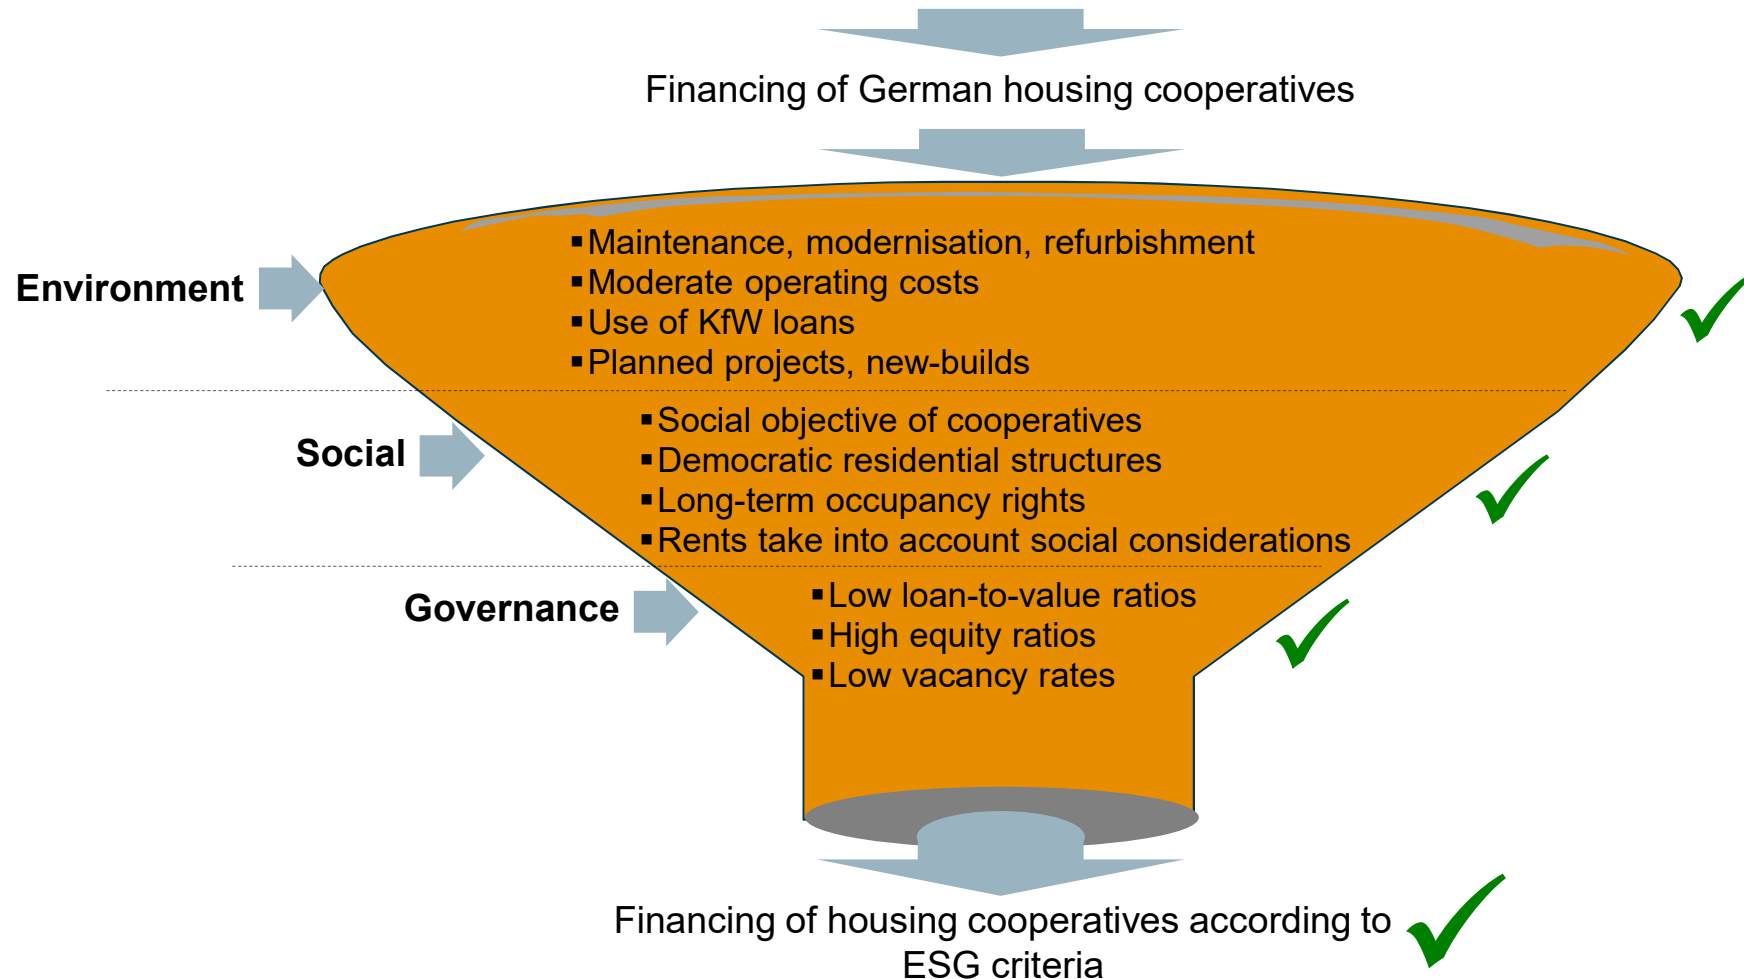 Financing of German housing cooperatives
Environment
▪Maintenance, modernisation, refurbishment
▪Moderate operating costs
▪Use of KfW loans
▪Planned projects, new-builds
Social
▪Social objective of cooperatives
▪Democratic residential structures
▪Long-term occupancy rights
▪Rents take into account social considerations
Governance
▪Low loan-to-value ratios
▪High equity ratios
▪Low vacancy rates
Financing of housing cooperatives according to
ESG criteria